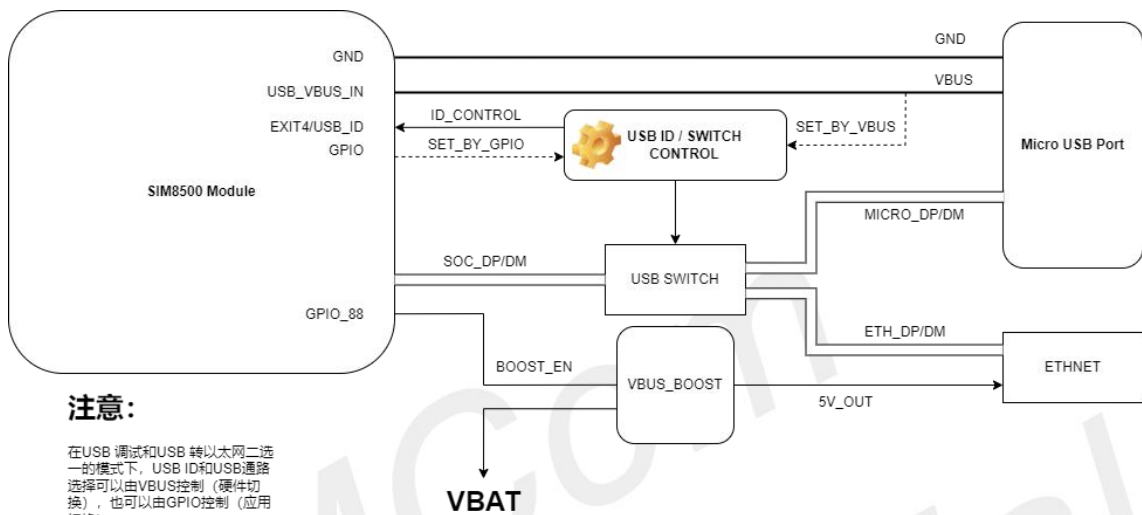 GND
GND
USB_VBUS_IN
VBUS
EXIT4/USB_ID
ID_CONTROL
USB ID / SWITCH
CONTROL
SET_BY_VBUS
GPIO
SET_BY_GPIO
Micro USB Port
SIM8500 Module
MICRO_DP/DM
SOC_DP/DM
USB SWITCH
GPIO_88
ETH_DP/DM
BOOST_EN
VBUS_BOOST
ETHNET
5V_OUT
注意:
在USB 调试和USB 转以太网二选
一的模式下，USB ID和USB通路
选择可以由VBUS控制（硬件切
换），也可以由GPIO控制（应用
VBAT